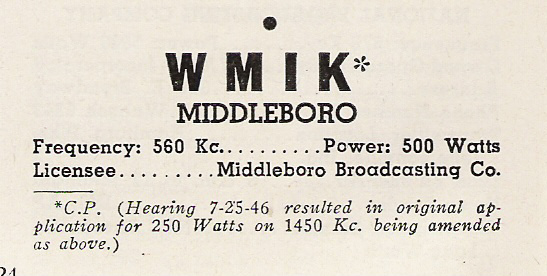 WMIK*
MIDDLEBORO
Frequency: 560 Kc..........Power: 500 Watts
Licensee.........Middleboro Broadcasting Co.
*C.P. (Hearing 7-25-46 resulted in original ap-
plication for 250 Watts on 1450 Kc. being amended
as above.)
24